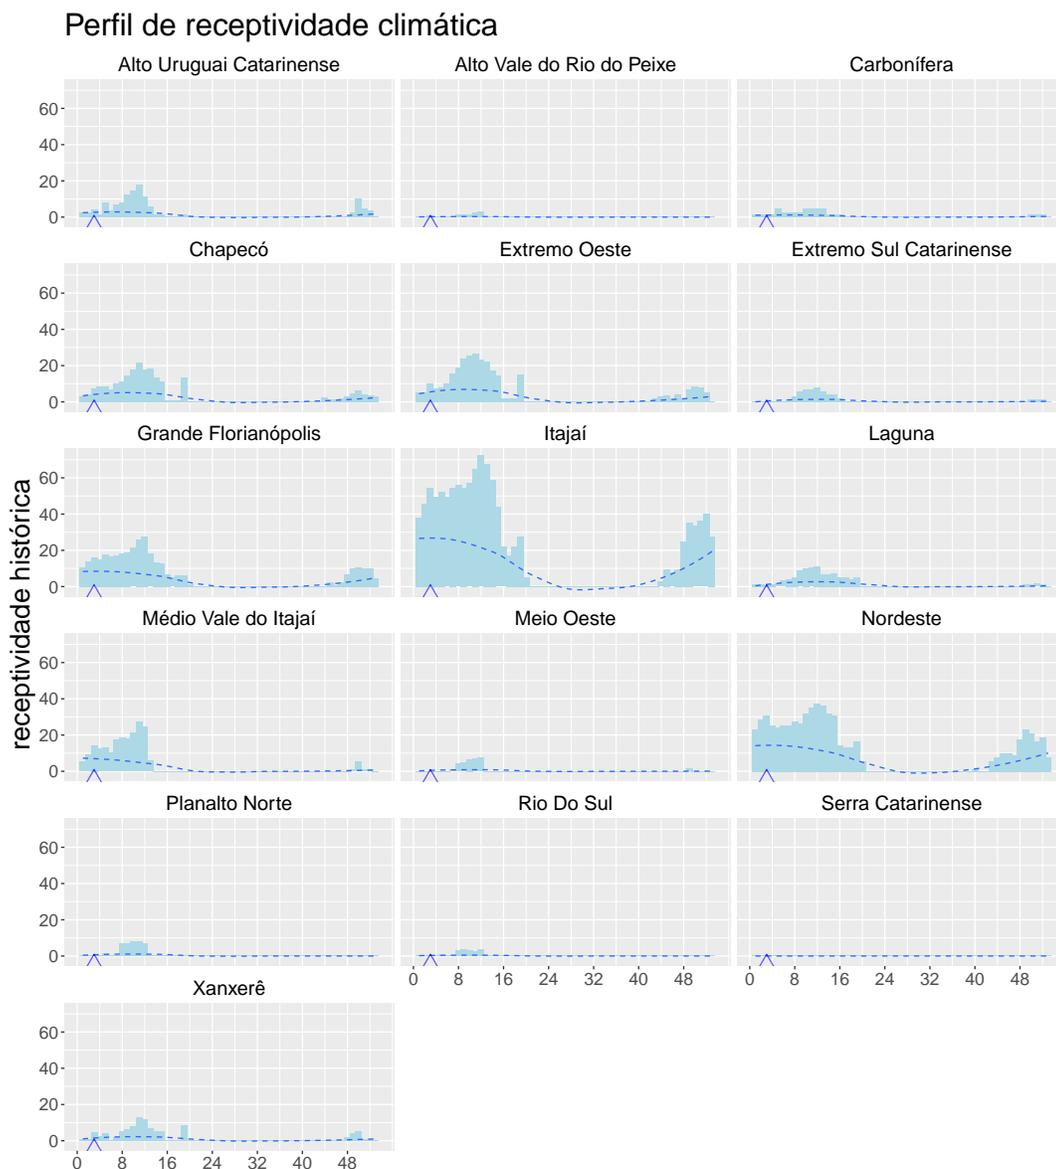 Perfil de receptividade climática
Alto Uruguai Catarinense
Alto Vale do Rio do Peixe
Carbonífera
60
40
20
0
Chapecó
Extremo Oeste
Extremo Sul Catarinense
60
40
20
0
Grande Florianópolis
Itajaí
Laguna
60
40
20
0
receptividade histórica
Médio Vale do Itajaí
Meio Oeste
Nordeste
60
40
20
0
Planalto Norte
Rio Do Sul
Serra Catarinense
60
40
20
0
0 8 16 24 32 40 48
0 8 16 24 32 40 48
Xanxerê
60
40
20
0
0 8 16 24 32 40 48